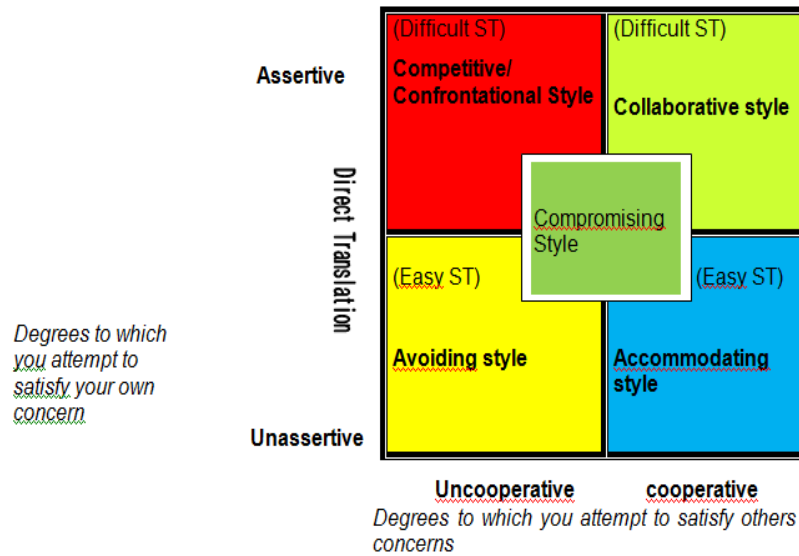 (Difficult ST)
(Difficult ST)
Assertive
Competitive/
Confrontational Style
Collaborative style
Direct Translation
Compromising
Style
(Easy ST)
(Easy ST)
Degrees to which
you attempt to
satisfy your own
concern
Avoiding style
Accommodating
style
Unassertive
Uncooperative
cooperative
Degrees to which you attempt to satisfy others
concerns